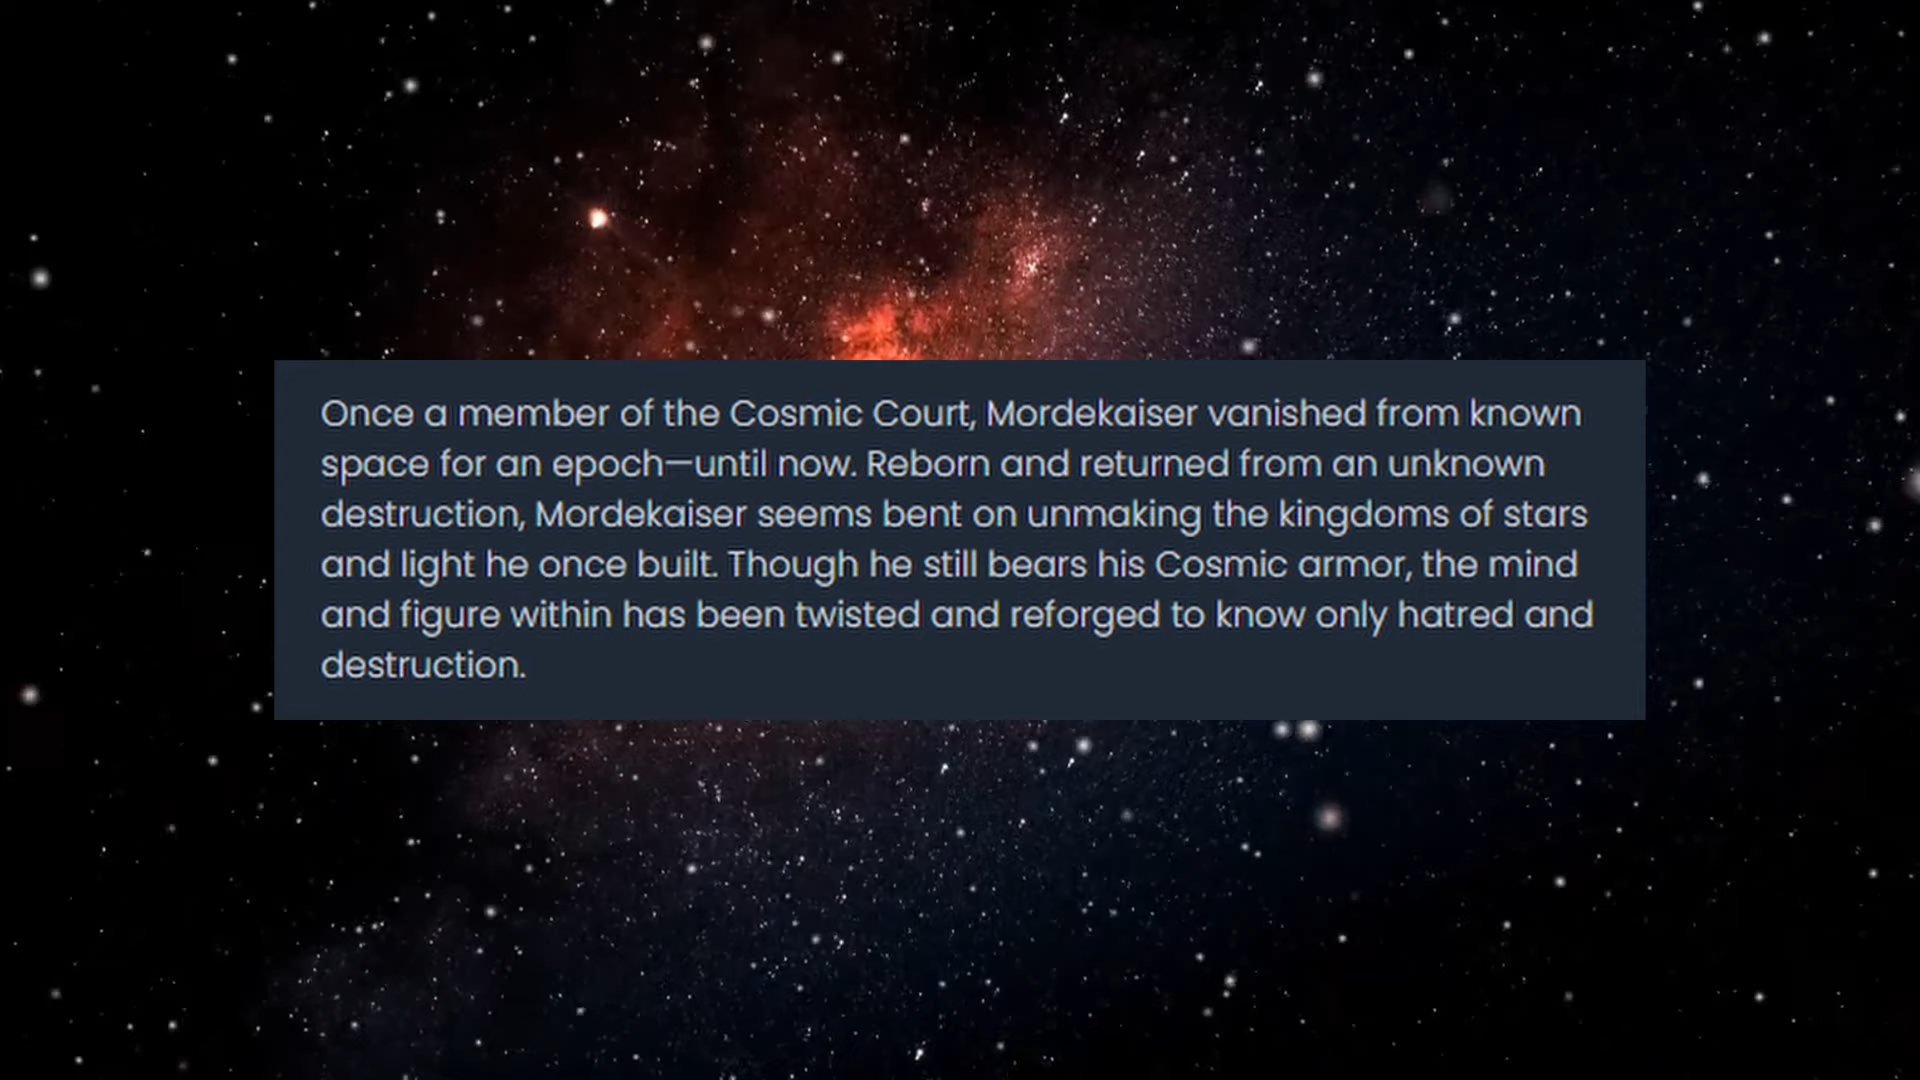 Once a member of the Cosmic Court, Mordekaiser vanished from known
space for an epoch—until now. Reborn and returned from an unknown
destruction, Mordekaiser seems bent on unmaking the kingdoms of stars
and light he once built. Though he still bears his Cosmic armor, the mind
and figure within has been twisted and reforged to know only hatred and
destruction.